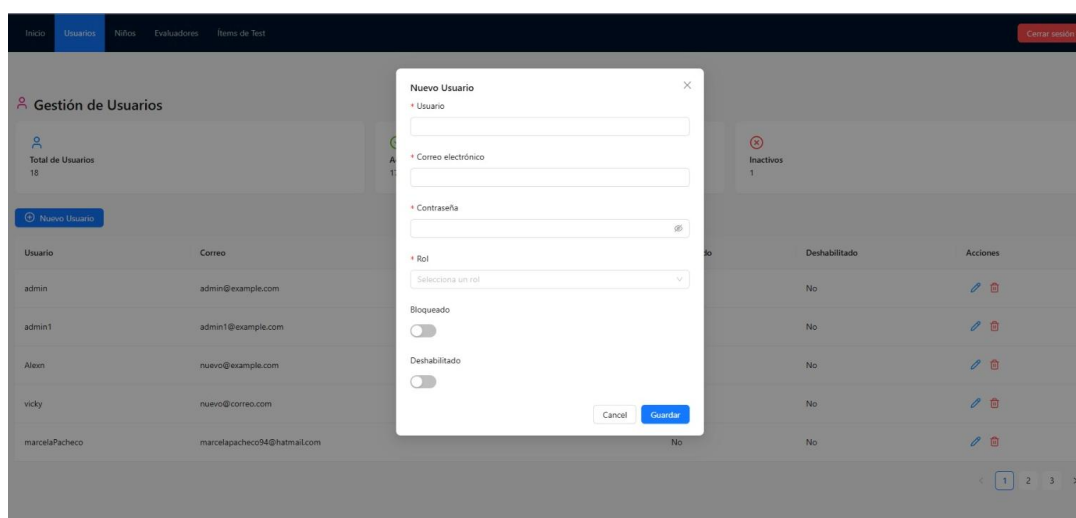 Inicio Usuarios Niños Evaluadores Ítems de Test Cerrar sesión
Gestión de Usuarios
Total de Usuarios
18
Inactivos
1
Nuevo Usuario
Usuario Correo Deshabilitado Acciones
admin admin@example.com No
admin1 admin1@example.com No
Alexn nuevo@example.com No
vicky nuevo@correo.com No
marcelaPacheco marcelapacheco94@hatmail.com No No
1 2 3
Nuevo Usuario
* Usuario
* Correo electrónico
* Contraseña
* Rol
Selecciona un rol
Bloqueado
Deshabilitado
Cancel Guardar